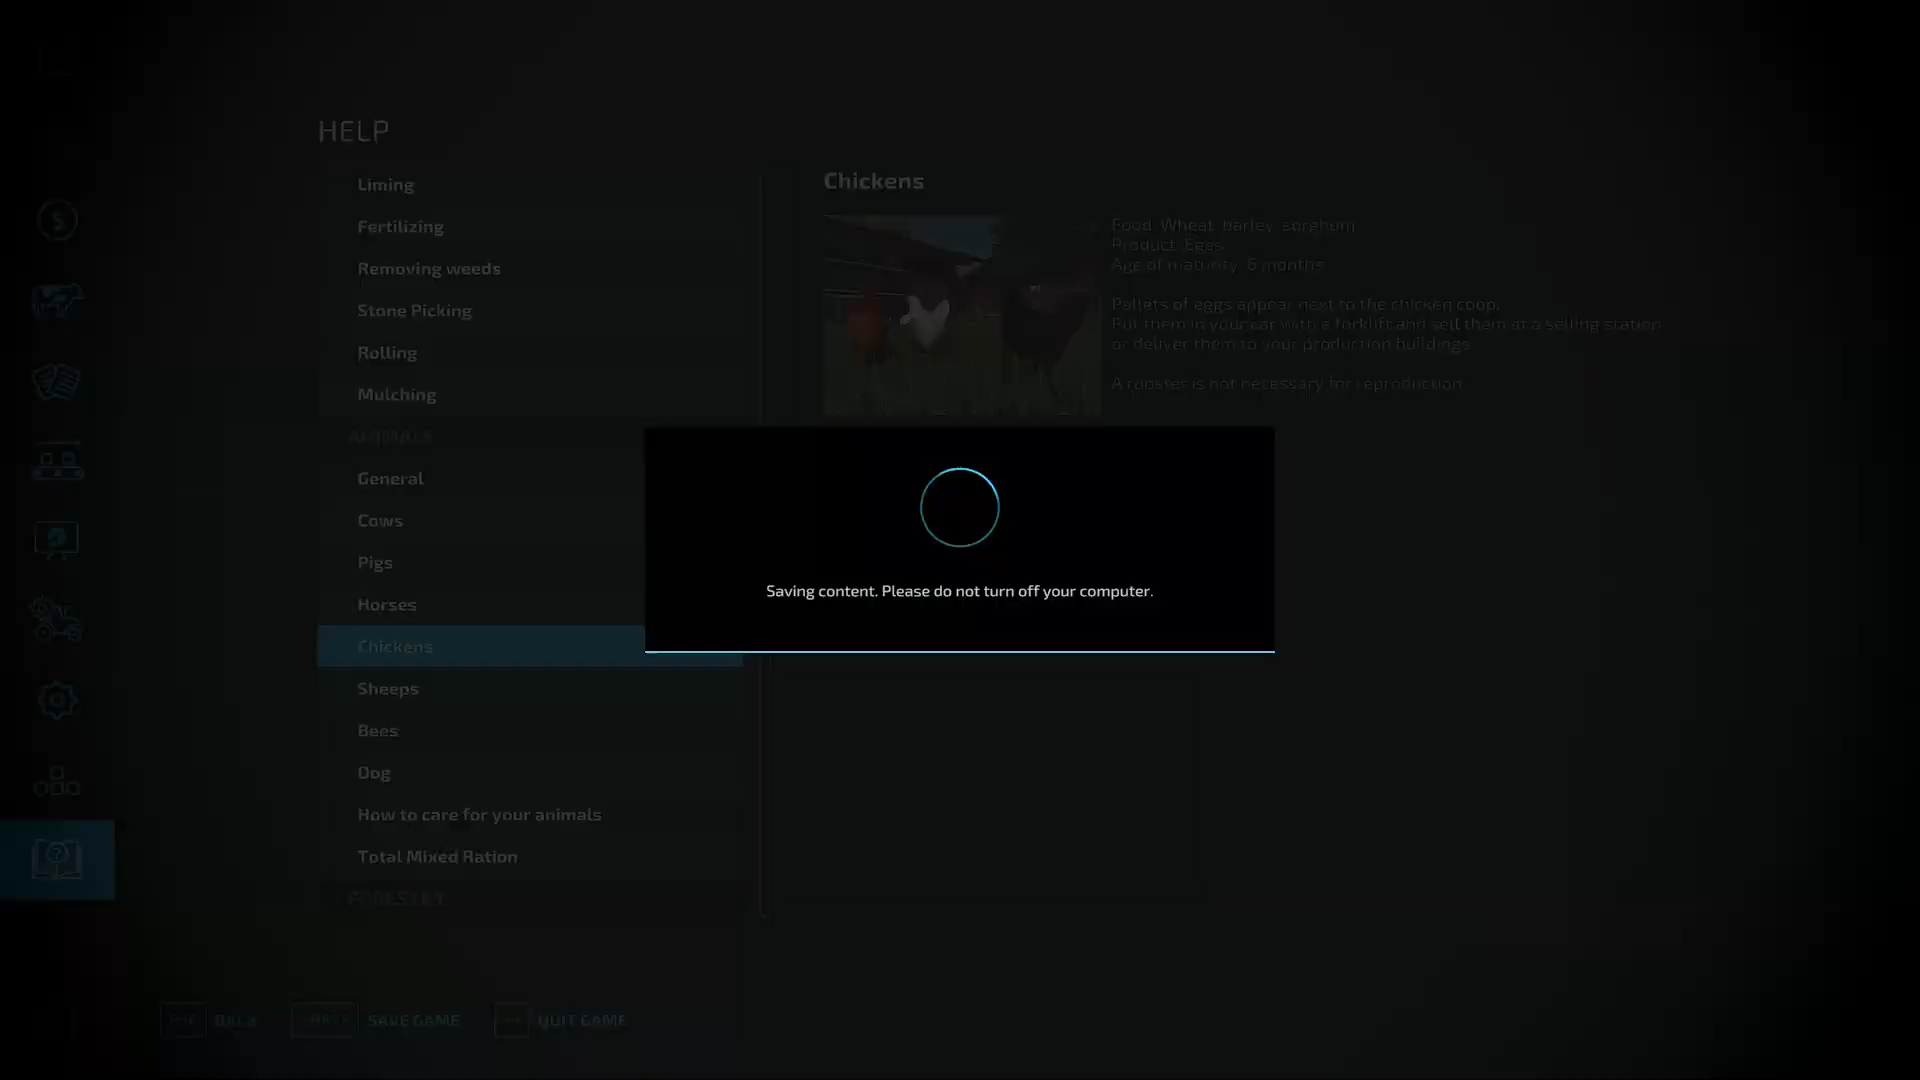 HELP
Liming
Fertilizing
Removing weeds
Stone Picking
Rolling
Mulching
ANIMALS
General
Cows
Pigs
Horses
Chickens
Sheeps
Bees
Dog
How to care for your animals
Total Mixed Ration
FORESTRY
Chickens
Food: Wheat, barley, sorghum
Product: Eggs
Age of maturity: 6 months
Pallets of eggs appear next to the chicken coop.
Put them in your car with a forklift and sell them at a selling station
or deliver them to your production buildings.
A rooster is not necessary for reproduction.
Saving content. Please do not turn off your computer.
BACK
SAVE GAME
QUIT GAME